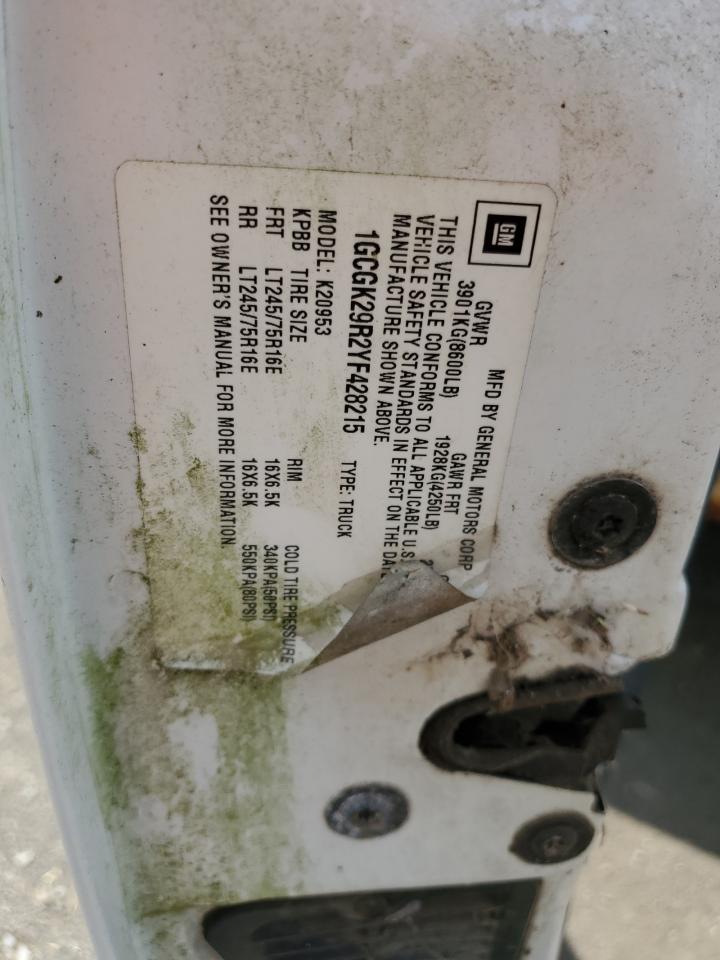 GM
MFD BY GENERAL MOTORS CORP
GVWR GAWR FRT
3901KG(8600LB) 1928KG(4250LB)
THIS VEHICLE CONFORMS TO ALL APPLICABLE U.S.
VEHICLE SAFETY STANDARDS IN EFFECT ON THE
MANUFACTURE SHOWN ABOVE.
1GCGK29R2YF428215 TYPE: TRUCK
MODEL: K20953
KPBB TIRE SIZE RIM COLD TIRE PRESSURE
FRT LT245/75R16E 16X6.5K 340KPA(50PSI)
RR LT245/75R16E 16X6.5K 550KPA(80PSI)
SEE OWNER'S MANUAL FOR MORE INFORMATION.